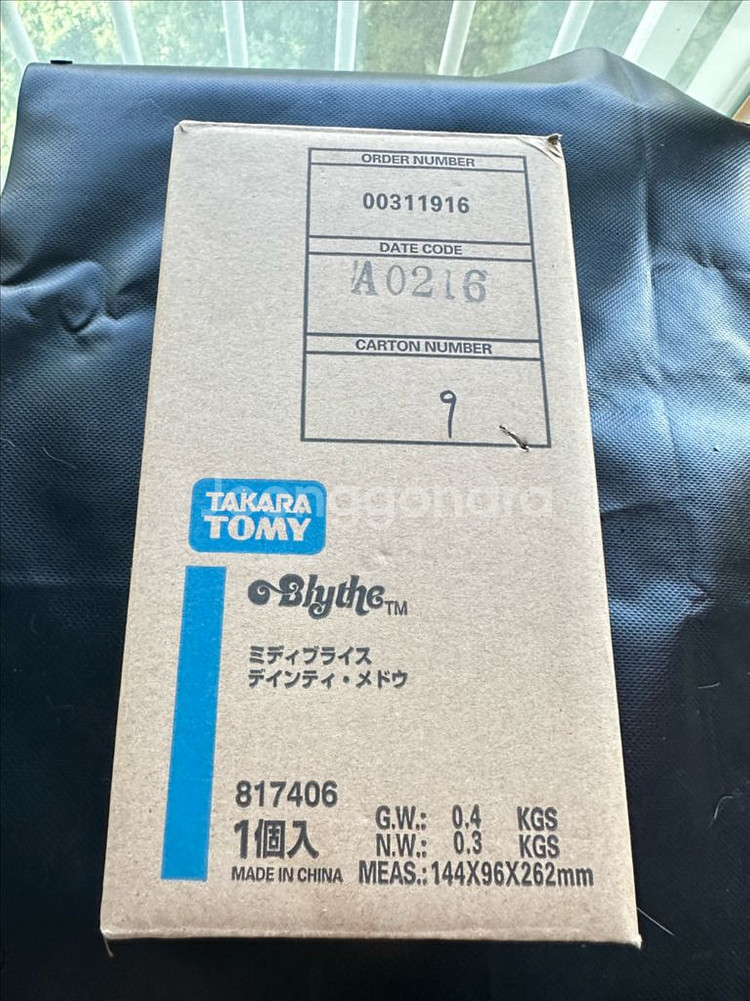 ORDER NUMBER
00311916
DATE CODE
A0216
CARTON NUMBER
9
Joonggonara
TAKARA
TOMY
Blythe™
ミディブライス
デインティ・メドウ
817406
1個入
MADE IN CHINA
G.W.: 0.4 KGS
N.W.: 0.3 KGS
MEAS.: 144X96X262mm